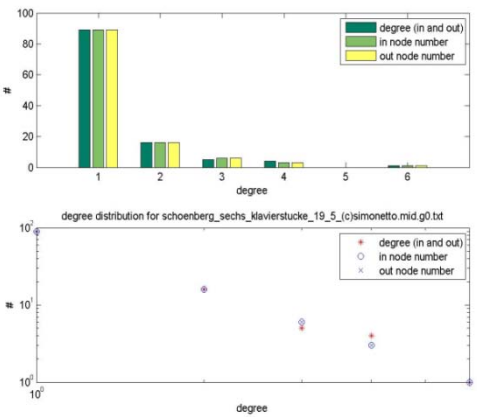 100
80
60
40
20
0
#
degree (in and out)
in node number
out node number
1 2 3 4 5 6
degree
degree distribution for schoenberg_sechs_klavierstucke_19_5_(c)simonetto.mid.g0.txt
10^2
10^1
10^0
#
degree (in and out)
in node number
out node number
10^0
degree